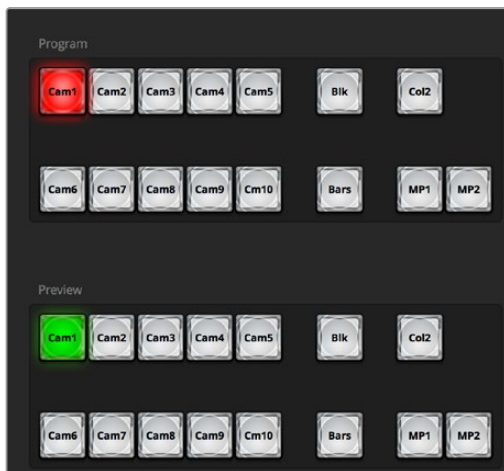 Program
Cam1 Cam2 Cam3 Cam4 Cam5 Blk Col2
Cam6 Cam7 Cam8 Cam9 Cm10 Bars MP1 MP2
Preview
Cam1 Cam2 Cam3 Cam4 Cam5 Blk Col2
Cam6 Cam7 Cam8 Cam9 Cm10 Bars MP1 MP2